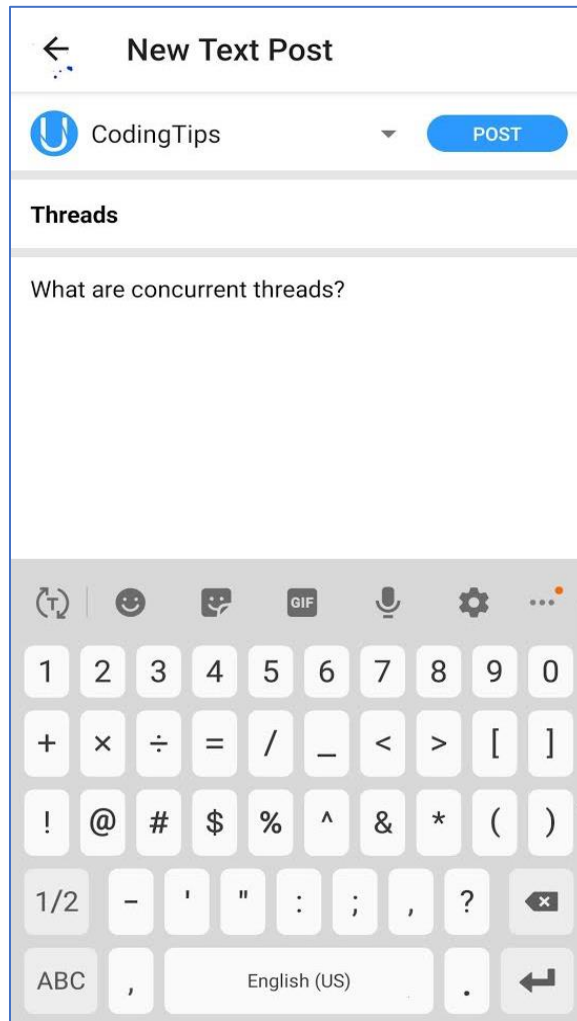 New Text Post
CodingTips POST
Threads
What are concurrent threads?
GIF
1 2 3 4 5 6 7 8 9 0
+ × ÷ = / _ < > [ ]
! @ # $ % ^ & * ( )
1/2 - ' " : ; , ?
ABC , English (US) .